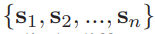 {s₁, s₂, ..., sₙ}